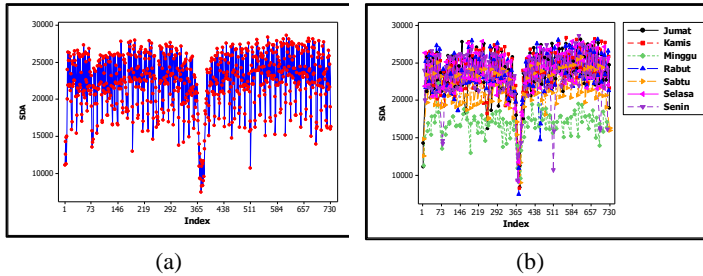 30000
25000
20000
15000
10000
SDA
1 73 146 219 292 365 438 511 584 657 730
Index
(a)
30000
25000
20000
15000
10000
SDA
1 73 146 219 292 365 438 511 584 657 730
Index
Jumat
Kamis
Minggu
Rabut
Sabtu
Selasa
Senin
(b)